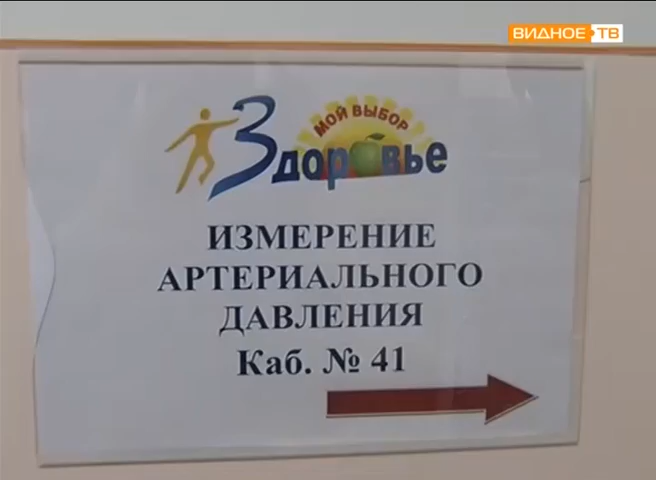 ВИДНОЕ ТВ
МОЙ ВЫБОР
Здоровье
ИЗМЕРЕНИЕ
АРТЕРИАЛЬНОГО
ДАВЛЕНИЯ
Каб. № 41